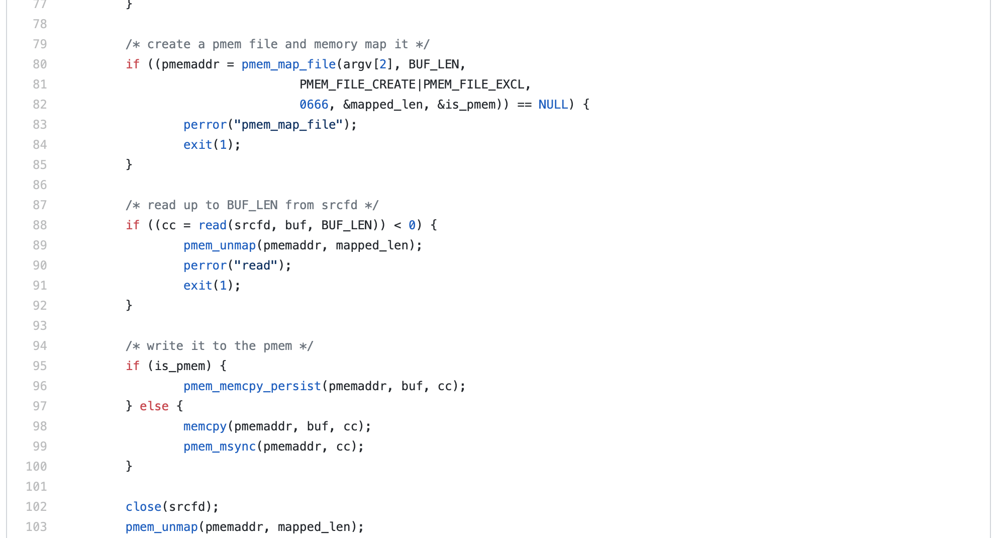 77 }
78
79 /* create a pmem file and memory map it */
80 if ((pmemaddr = pmem_map_file(argv[2], BUF_LEN,
81 PMEM_FILE_CREATE|PMEM_FILE_EXCL,
82 0666, &mapped_len, &is_pmem)) == NULL) {
83 perror("pmem_map_file");
84 exit(1);
85 }
86
87 /* read up to BUF_LEN from srcfd */
88 if ((cc = read(srcfd, buf, BUF_LEN)) < 0) {
89 pmem_unmap(pmemaddr, mapped_len);
90 perror("read");
91 exit(1);
92 }
93
94 /* write it to the pmem */
95 if (is_pmem) {
96 pmem_memcpy_persist(pmemaddr, buf, cc);
97 } else {
98 memcpy(pmemaddr, buf, cc);
99 pmem_msync(pmemaddr, cc);
100 }
101
102 close(srcfd);
103 pmem_unmap(pmemaddr, mapped_len);